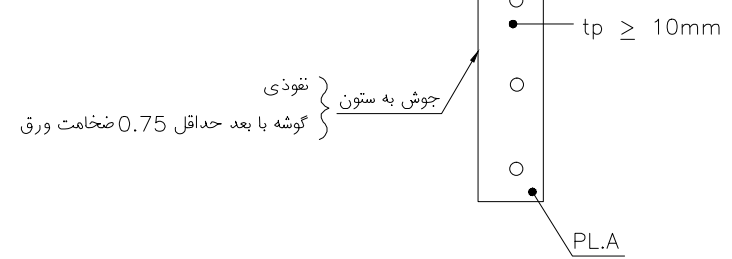 tp ≥ 10mm
نفوذی
جوش به ستون
گوشه با بعد حداقل 0.75 ضخامت ورق
PL.A